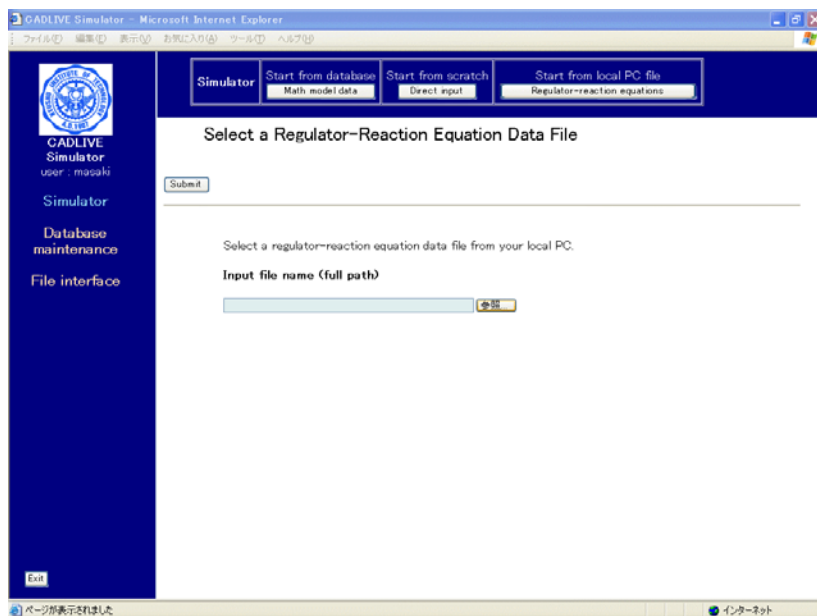 CADLIVE Simulator - Microsoft Internet Explorer
ファイル(F) 編集(E) 表示(V) お気に入り(A) ツール(T) ヘルプ(H)
Simulator
Start from database
Math model data
Start from scratch
Direct input
Start from local PC file
Regulator-reaction equations
CADLIVE
Simulator
user : masaki
Simulator
Database
maintenance
File interface
Exit
Select a Regulator-Reaction Equation Data File
Submit
Select a regulator-reaction equation data file from your local PC.
Input file name (full path)
参照...
ページが表示されました
インターネット